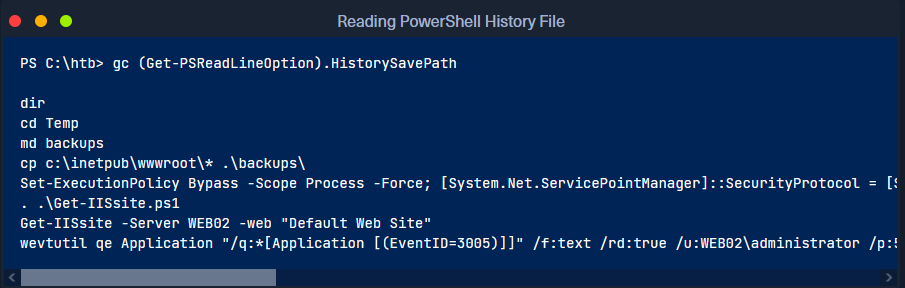 Reading PowerShell History File
PS C:\htb> gc (Get-PSReadLineOption).HistorySavePath
dir
cd Temp
md backups
cp c:\inetpub\wwwroot\* .\backups\
Set-ExecutionPolicy Bypass -Scope Process -Force; [System.Net.ServicePointManager]::SecurityProtocol = [S
. .\Get-IISsite.ps1
Get-IISsite -Server WEB02 -web "Default Web Site"
wevtutil qe Application "/q:*[Application [(EventID=3005)]]" /f:text /rd:true /u:WEB02\administrator /p:5